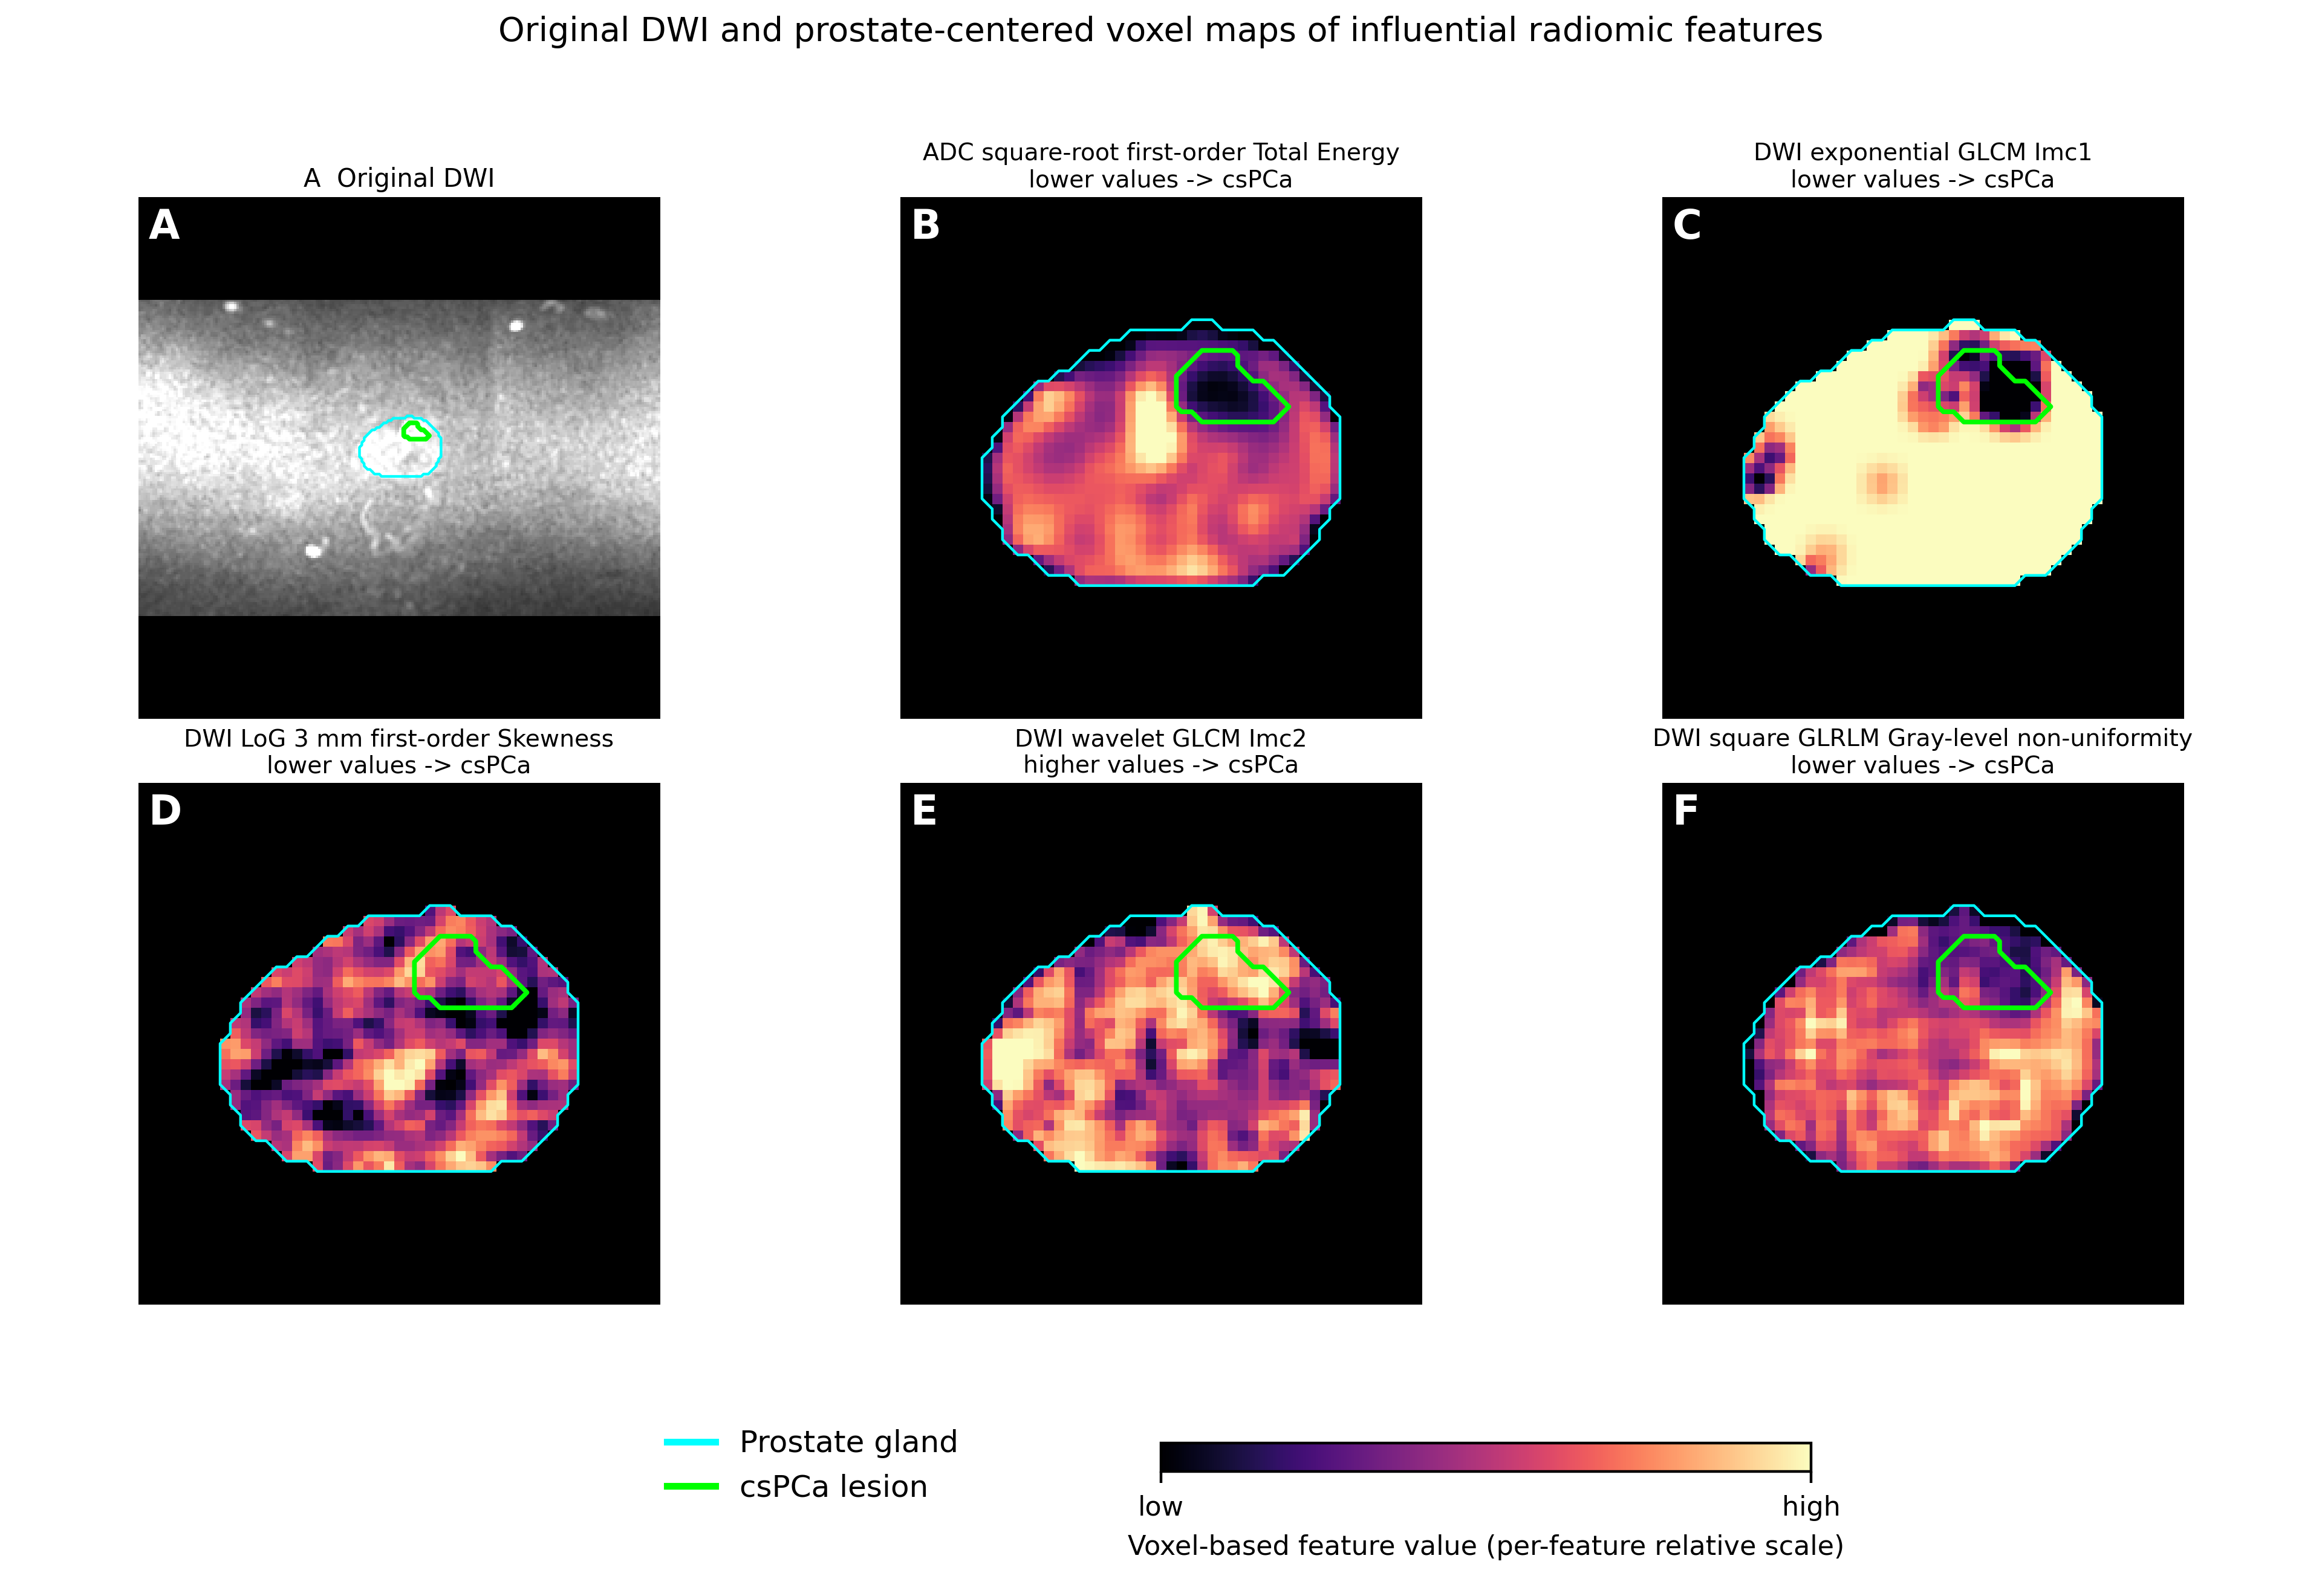 Original DWI and prostate-centered voxel maps of influential radiomic features
A  Original DWI
A
ADC square-root first-order Total Energy
lower values -> csPCa
B
DWI exponential GLCM Imc1
lower values -> csPCa
C
DWI LoG 3 mm first-order Skewness
lower values -> csPCa
D
DWI wavelet GLCM Imc2
higher values -> csPCa
E
DWI square GLRLM Gray-level non-uniformity
lower values -> csPCa
F
Prostate gland
csPCa lesion
low
high
Voxel-based feature value (per-feature relative scale)